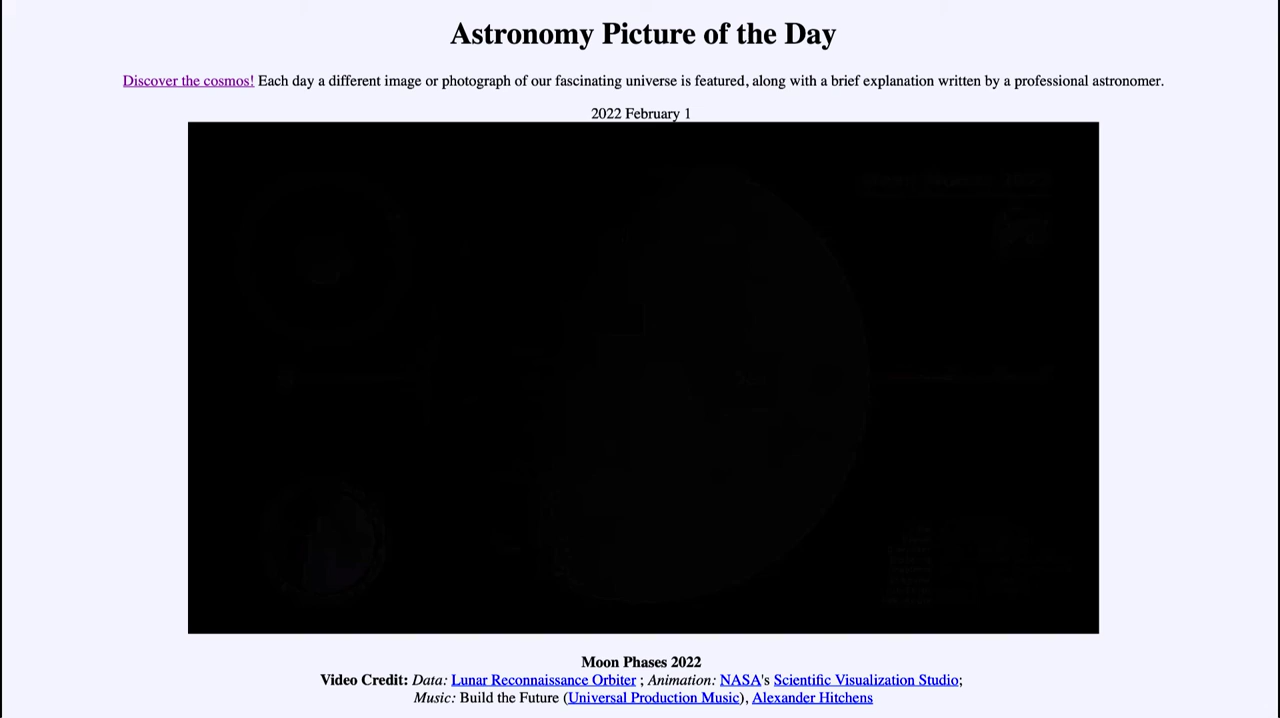 Astronomy Picture of the Day
Discover the cosmos! Each day a different image or photograph of our fascinating universe is featured, along with a brief explanation written by a professional astronomer.
2022 February 1
Moon Phases 2022
Video Credit: Data: Lunar Reconnaissance Orbiter ; Animation: NASA's Scientific Visualization Studio;
Music: Build the Future (Universal Production Music), Alexander Hitchens